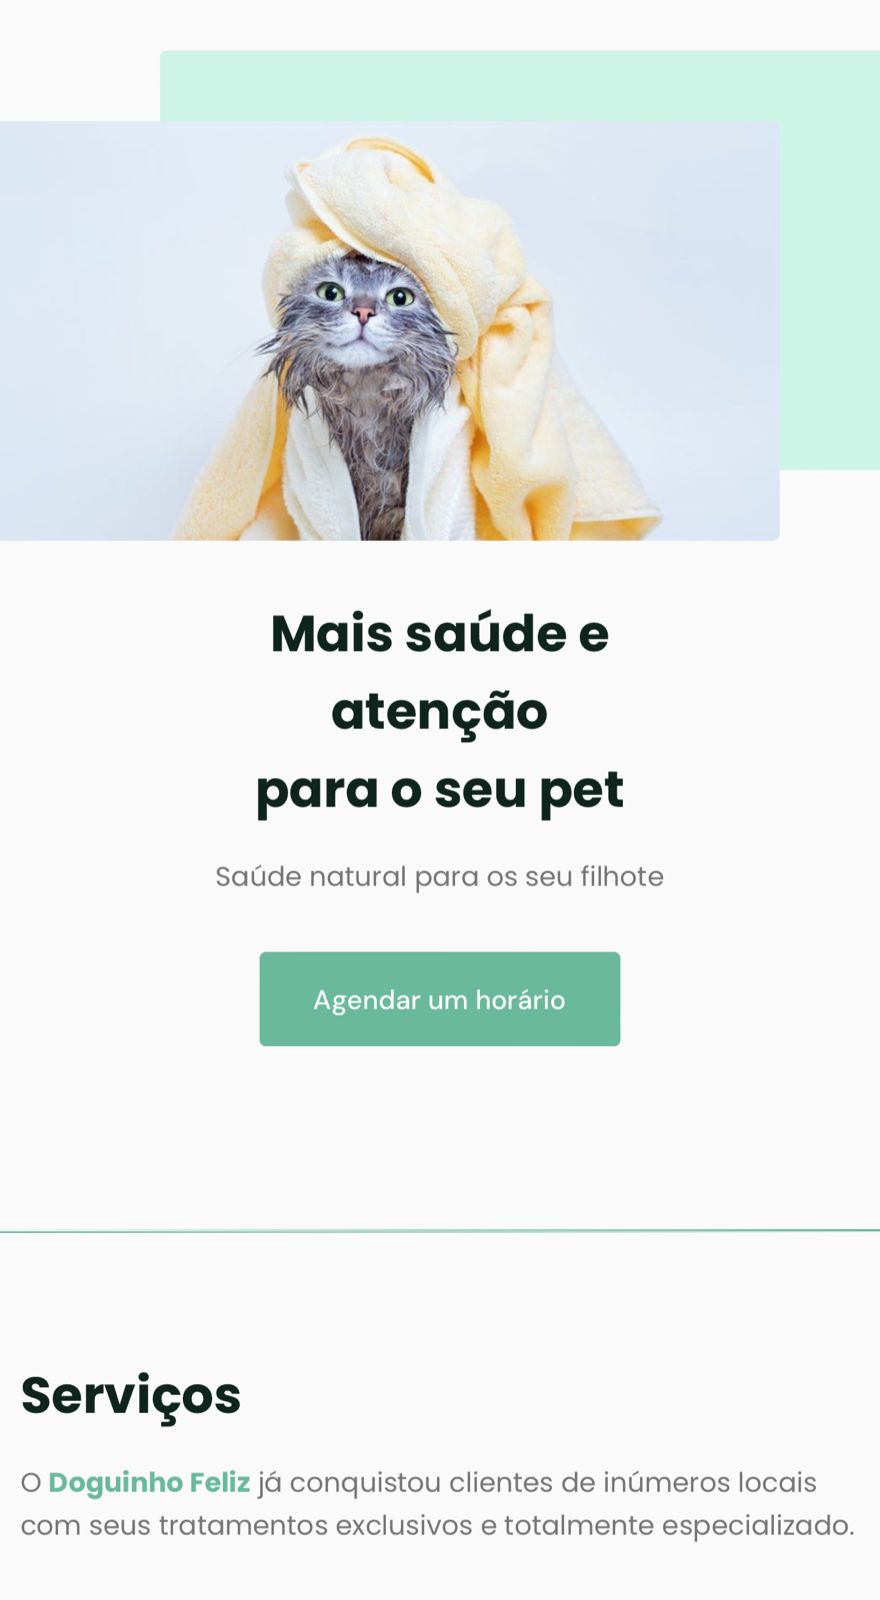 Mais saúde e
atenção
para o seu pet
Saúde natural para os seu filhote
Agendar um horário
Serviços
O Doguinho Feliz já conquistou clientes de inúmeros locais
com seus tratamentos exclusivos e totalmente especializado.